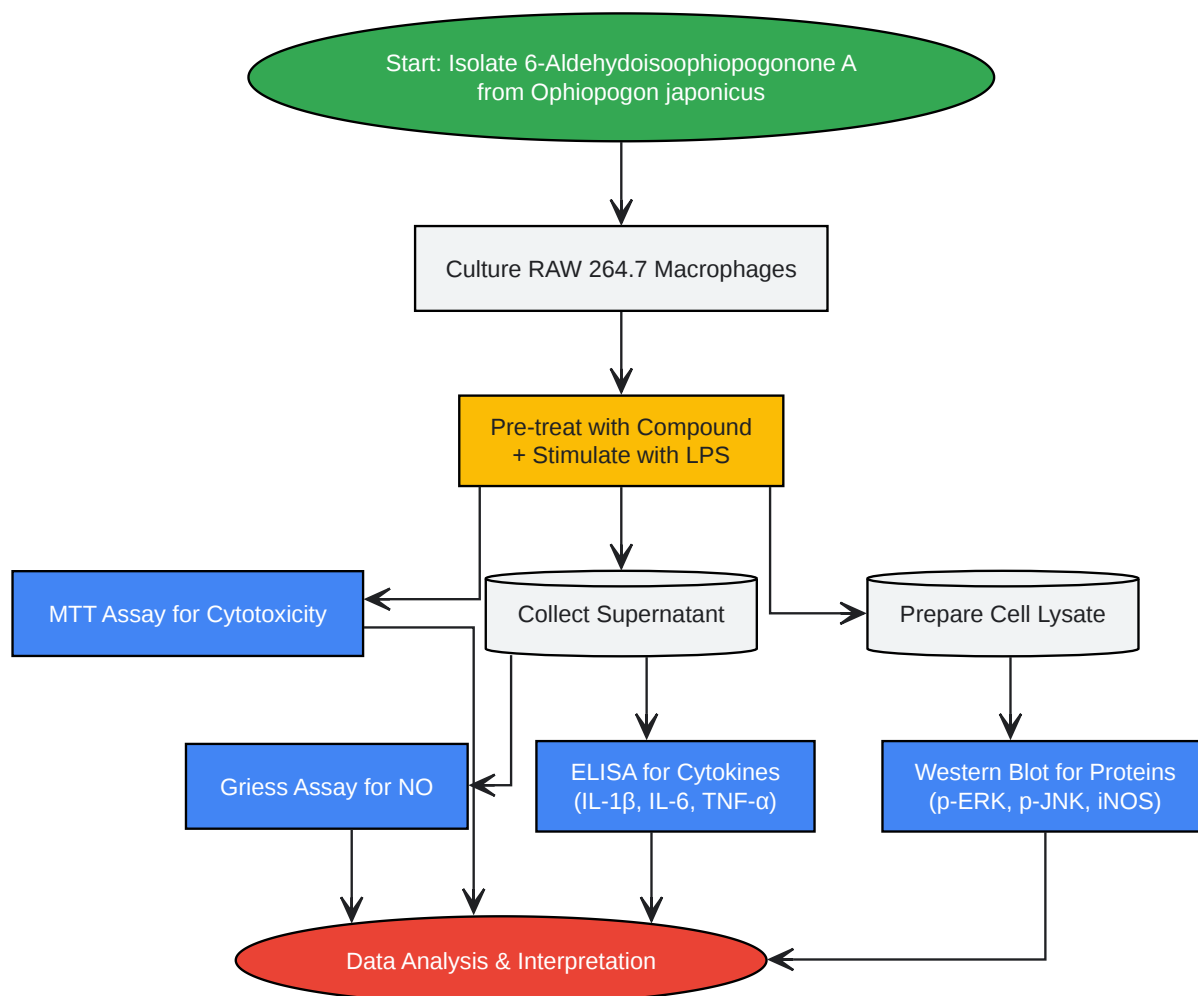 Start: Isolate 6-Aldehydoisoophiopogonone A
from Ophiopogon japonicus
Culture RAW 264.7 Macrophages
Pre-treat with Compound
+ Stimulate with LPS
MTT Assay for Cytotoxicity
Collect Supernatant
Prepare Cell Lysate
Griess Assay for NO
ELISA for Cytokines
(IL-1β, IL-6, TNF-α)
Western Blot for Proteins
(p-ERK, p-JNK, iNOS)
Data Analysis & Interpretation